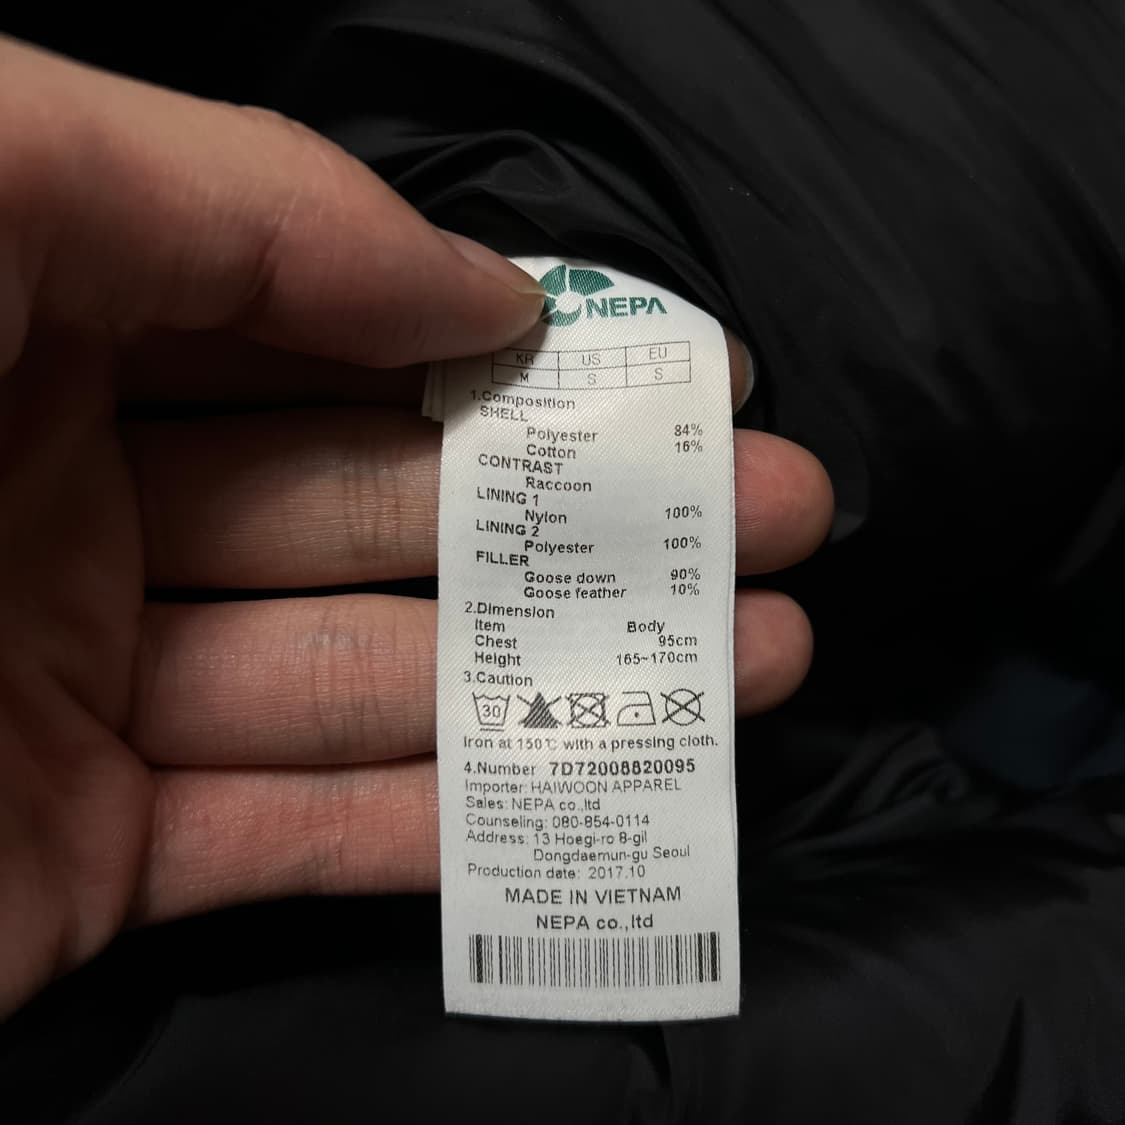 NEPA
KR US EU
M S S
1.Composition
SHELL
Polyester 84%
Cotton 16%
CONTRAST
Raccoon
LINING 1
Nylon 100%
LINING 2
Polyester 100%
FILLER
Goose down 90%
Goose feather 10%
2.Dimension
Item Body
Chest 95cm
Height 165~170cm
3.Caution
30
Iron at 150℃ with a pressing cloth.
4.Number 7D72008820095
Importer: HAIWOON APPAREL
Sales: NEPA co.,ltd
Counseling: 080-854-0114
Address: 13 Hoegi-ro 8-gil
Dongdaemun-gu Seoul
Production date: 2017.10
MADE IN VIETNAM
NEPA co.,ltd